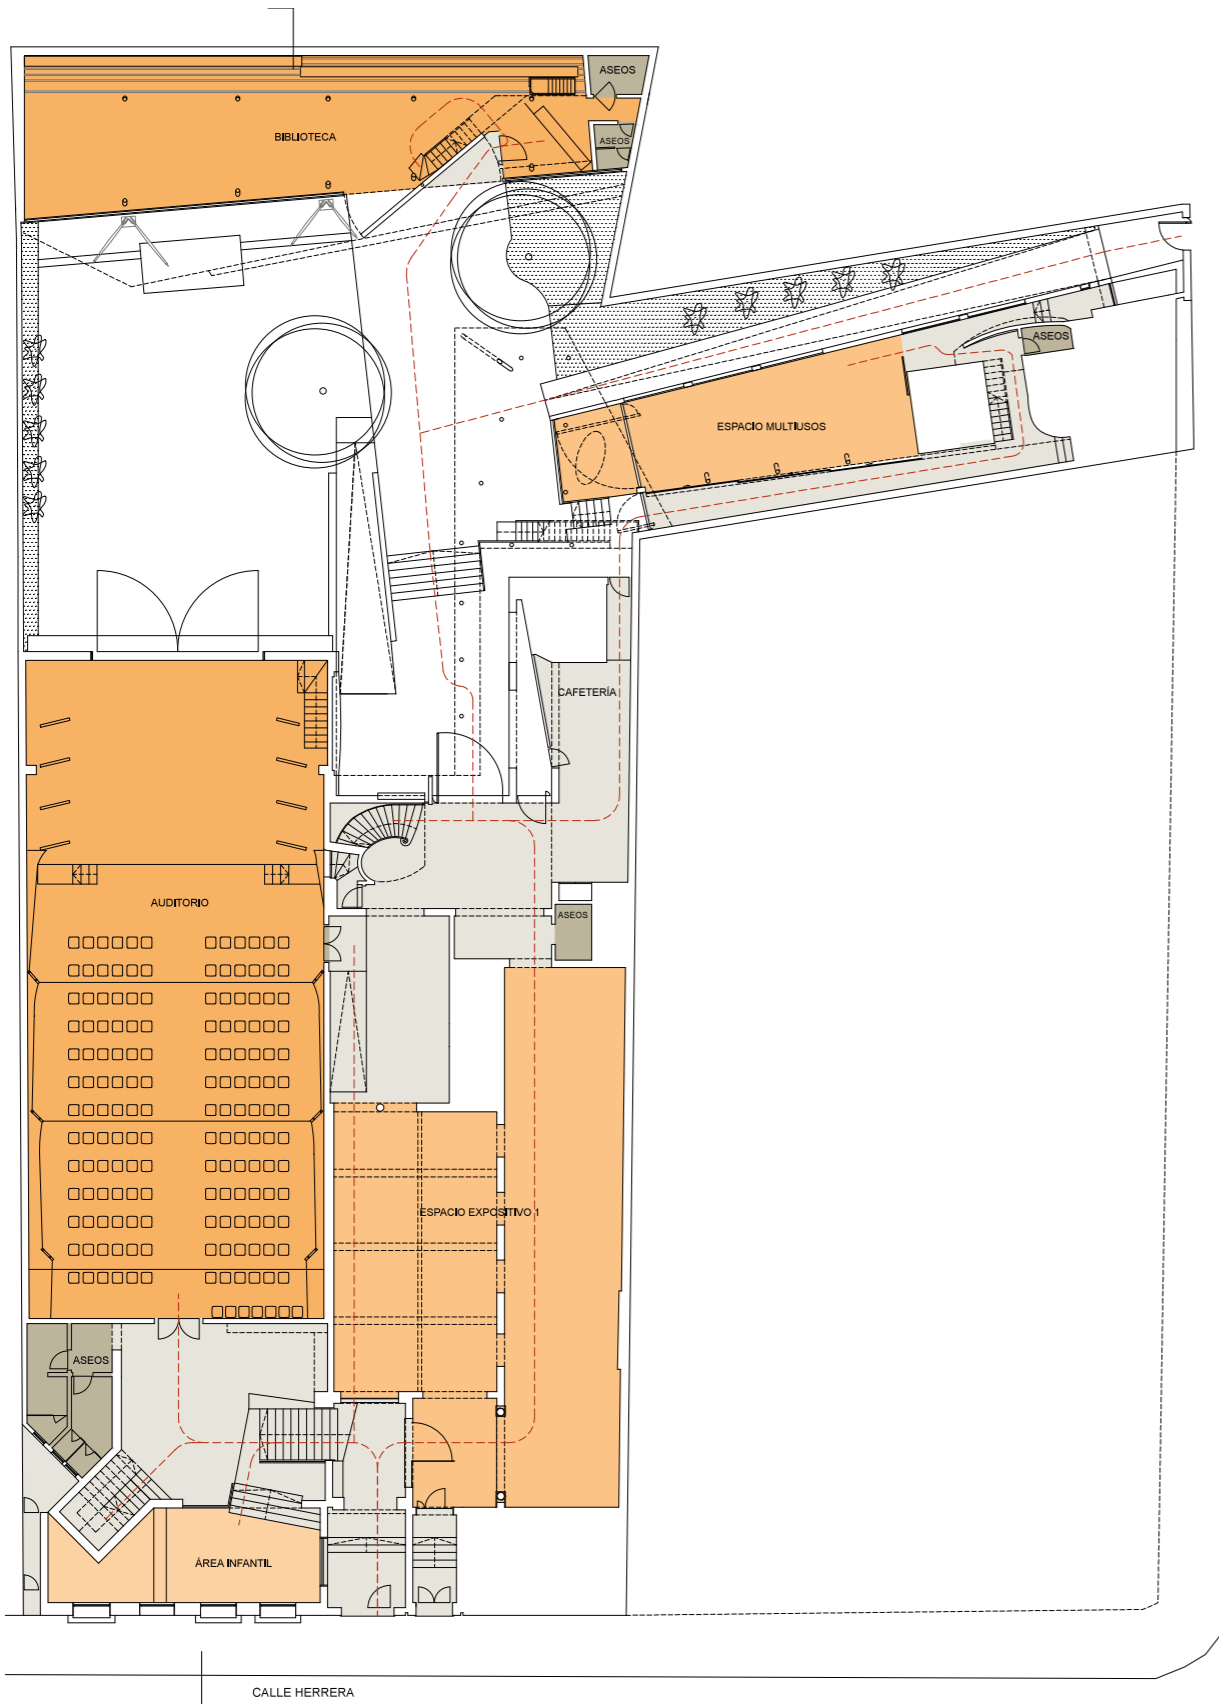 ASEOS
BIBLIOTECA
ASEOS
ASEOS
ESPACIO MULTIUSOS
CAFETERÍA
AUDITORIO
ASEOS
ESPACIO EXPOSITIVO 1
ASEOS
ÁREA INFANTIL
CALLE HERRERA